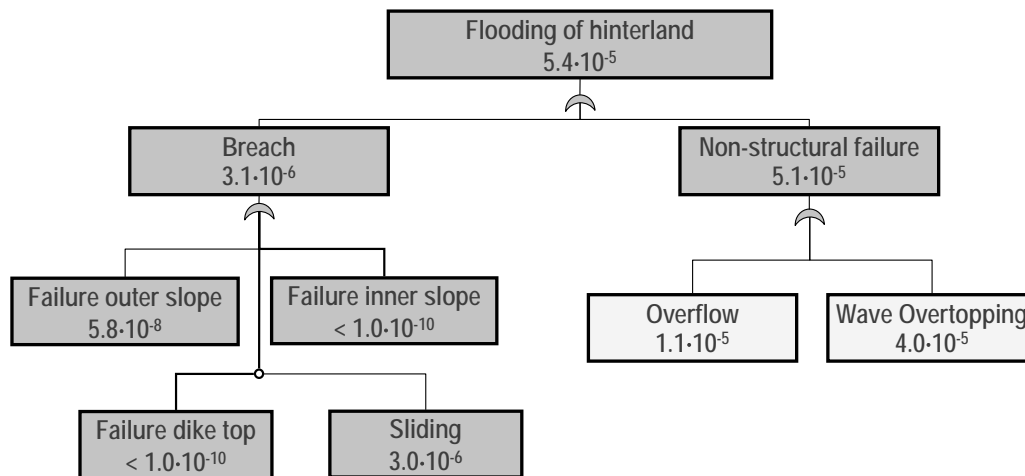 Flooding of hinterland
5.4·10⁻⁵
Breach
3.1·10⁻⁶
Non-structural failure
5.1·10⁻⁵
Failure outer slope
5.8·10⁻⁸
Failure inner slope
< 1.0·10⁻¹⁰
Overflow
1.1·10⁻⁵
Wave Overtopping
4.0·10⁻⁵
Failure dike top
< 1.0·10⁻¹⁰
Sliding
3.0·10⁻⁶